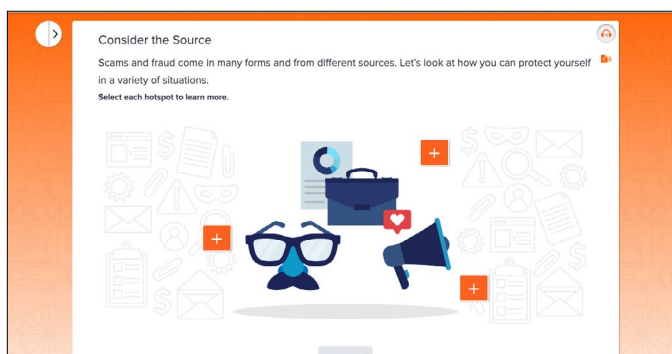 Consider the Source
Scams and fraud come in many forms and from different sources. Let's look at how you can protect yourself
in a variety of situations.
Select each hotspot to learn more.